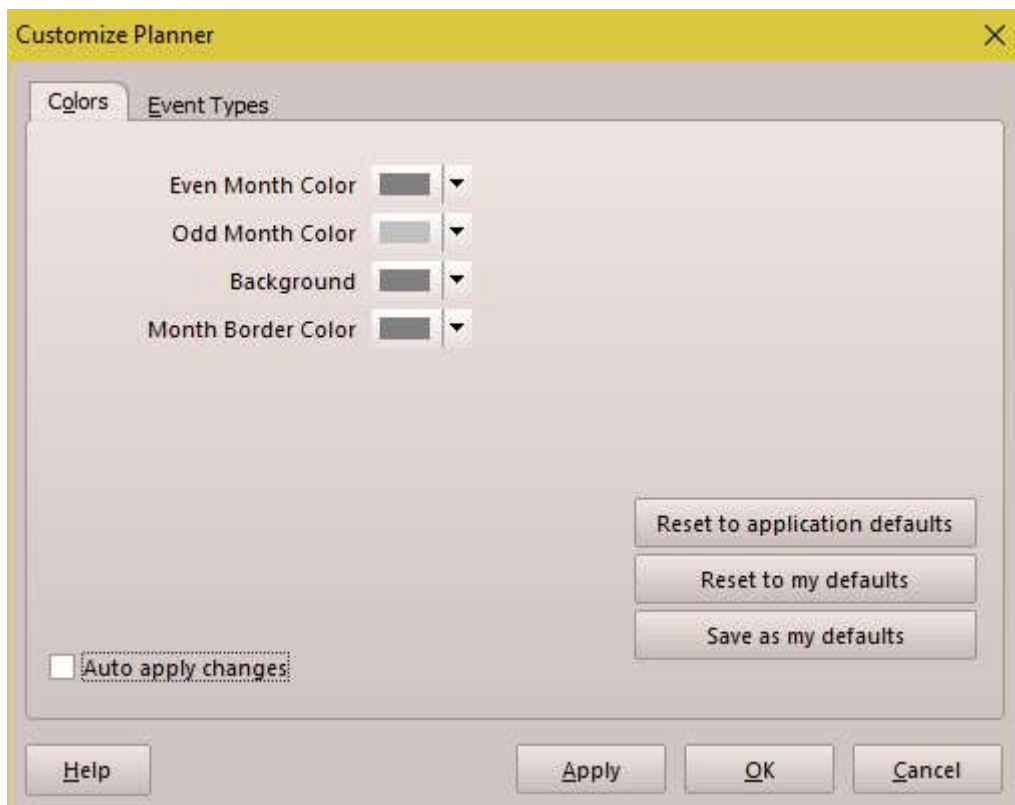 Customize Planner
Colors
Event Types
Even Month Color
Odd Month Color
Background
Month Border Color
Reset to application defaults
Reset to my defaults
Save as my defaults
Auto apply changes
Help
Apply
OK
Cancel